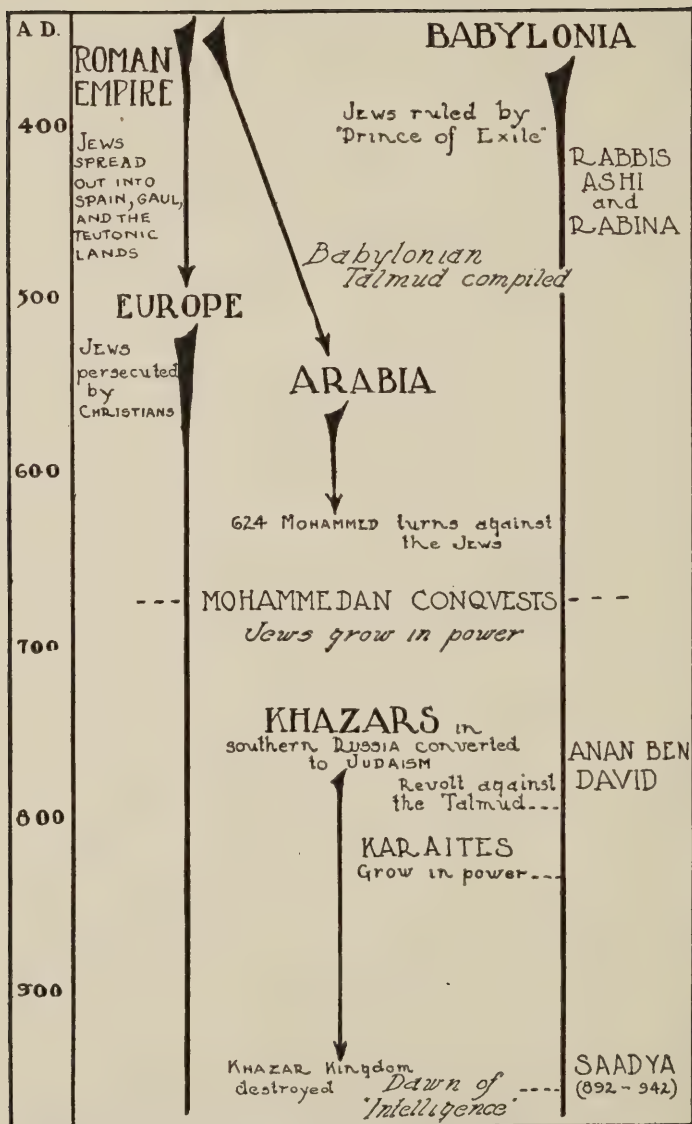 A.D.
BABYLONIA
ROMAN
EMPIRE
400
JEWS ruled by
"Prince of Exile"
JEWS
SPREAD
OUT INTO
SPAIN, GAUL,
AND THE
TEUTONIC
LANDS
RABBIS
ASHI
and
RABINA
Babylonian
Talmud compiled
500
EUROPE
JEWS
persecuted
by
CHRISTIANS
ARABIA
600
624 MOHAMMED turns against
the JEWS
--- MOHAMMEDAN CONQVESTS ---
Jews grow in power
700
KHAZARS in
southern RUSSIA converted
to JUDAISM
ANAN BEN
DAVID
Revolt against
the Talmud...
800
KARAITES
Grow in power...
900
KHAZAR Kingdom
destroyed
Dawn of
"Intelligence"
SAADYA
(892 - 942)